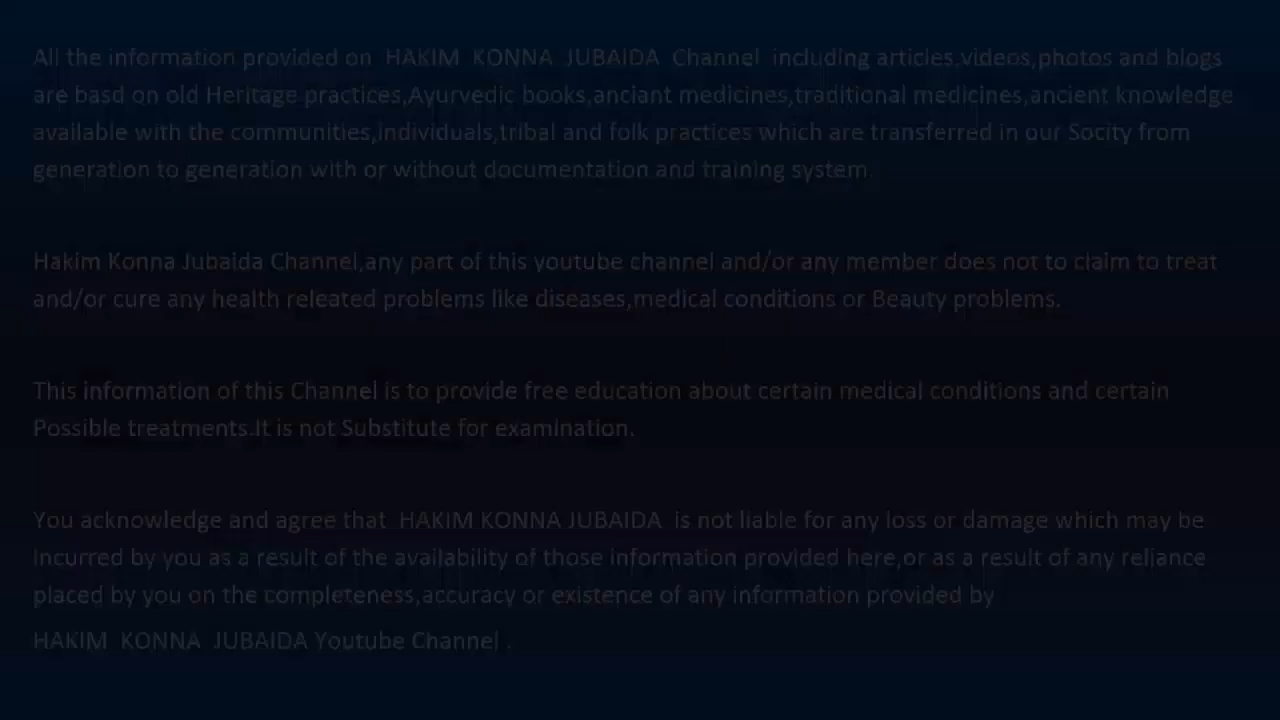 All the information provided on HAKIM KONNA JUBAIDA Channel including articles,videos,photos and blogs
are basd on old Heritage practices,Ayurvedic books,anciant medicines,traditional medicines,ancient knowledge
available with the communities,individuals,tribal and folk practices which are transferred in our Socity from
generation to generation with or without documentation and training system.
Hakim Konna Jubaida Channel,any part of this youtube channel and/or any member does not to claim to treat
and/or cure any health releated problems like diseases,medical conditions or Beauty problems.
This information of this Channel is to provide free education about certain medical conditions and certain
Possible treatments.It is not Substitute for examination.
You acknowledge and agree that HAKIM KONNA JUBAIDA is not liable for any loss or damage which may be
incurred by you as a result of the availability of those information provided here,or as a result of any reliance
placed by you on the completeness,accuracy or existence of any information provided by
HAKIM KONNA JUBAIDA Youtube Channel .